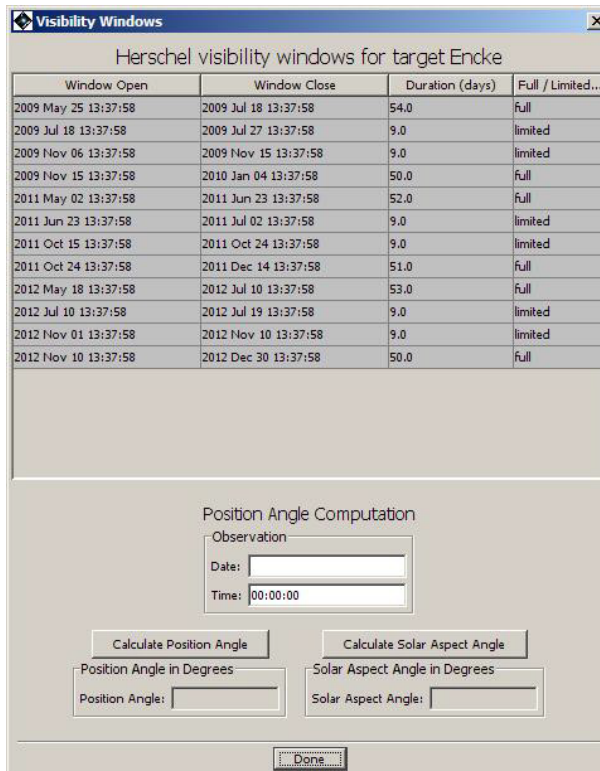 Visibility Windows
Herschel visibility windows for target Encke
Window Open Window Close Duration (days) Full / Limited...
2009 May 25 13:37:58 2009 Jul 18 13:37:58 54.0 full
2009 Jul 18 13:37:58 2009 Jul 27 13:37:58 9.0 limited
2009 Nov 06 13:37:58 2009 Nov 15 13:37:58 9.0 limited
2009 Nov 15 13:37:58 2010 Jan 04 13:37:58 50.0 full
2011 May 02 13:37:58 2011 Jun 23 13:37:58 52.0 full
2011 Jun 23 13:37:58 2011 Jul 02 13:37:58 9.0 limited
2011 Oct 15 13:37:58 2011 Oct 24 13:37:58 9.0 limited
2011 Oct 24 13:37:58 2011 Dec 14 13:37:58 51.0 full
2012 May 18 13:37:58 2012 Jul 10 13:37:58 53.0 full
2012 Jul 10 13:37:58 2012 Jul 19 13:37:58 9.0 limited
2012 Nov 01 13:37:58 2012 Nov 10 13:37:58 9.0 limited
2012 Nov 10 13:37:58 2012 Dec 30 13:37:58 50.0 full
Position Angle Computation
Observation
Date:
Time: 00:00:00
Calculate Position Angle Calculate Solar Aspect Angle
Position Angle in Degrees Solar Aspect Angle in Degrees
Position Angle: Solar Aspect Angle:
Done